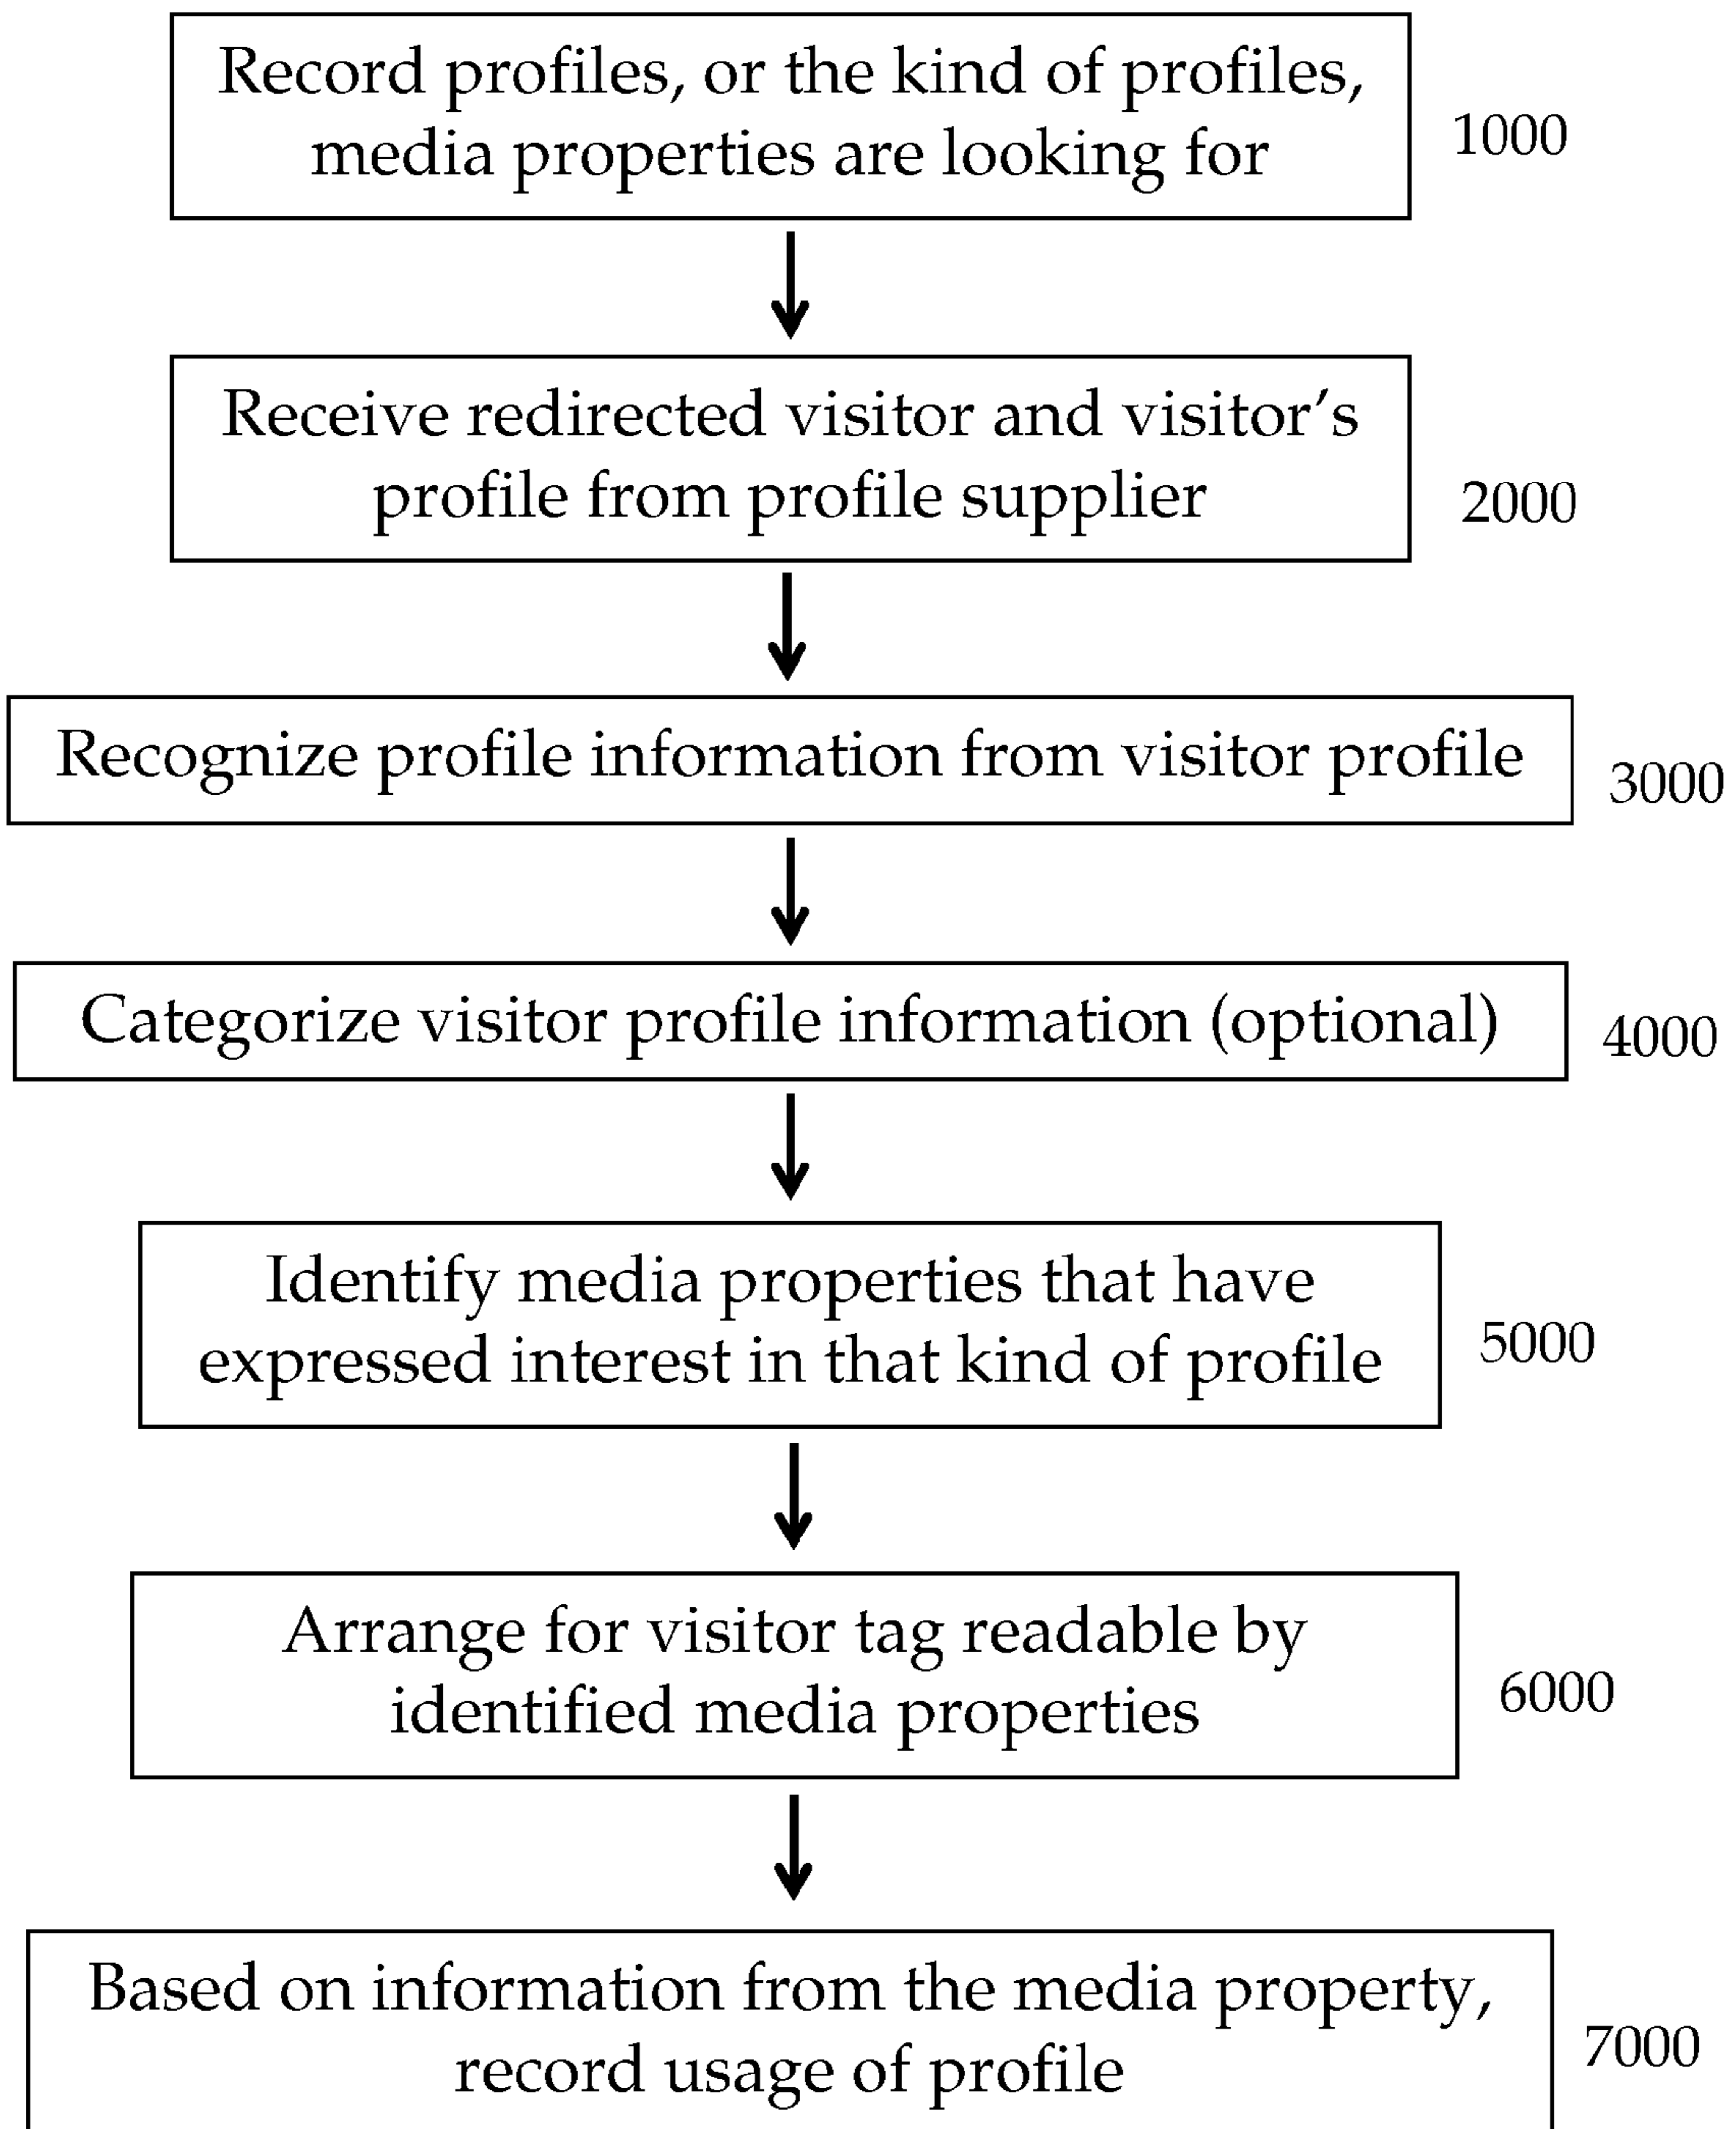 Record profiles, or the kind of profiles,
media properties are looking for
1000
Receive redirected visitor and visitor’s
profile from profile supplier
2000
Recognize profile information from visitor profile
3000
Categorize visitor profile information (optional)
4000
Identify media properties that have
expressed interest in that kind of profile
5000
Arrange for visitor tag readable by
identified media properties
6000
Based on information from the media property,
record usage of profile
7000